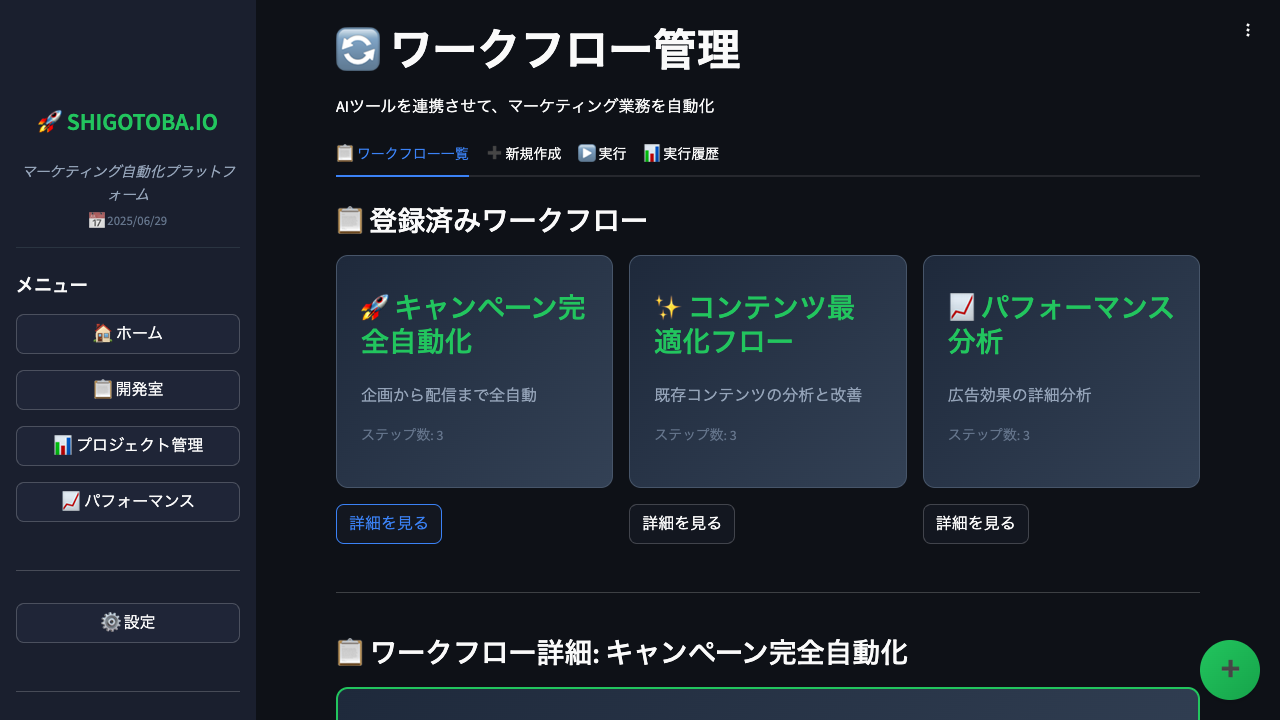 🚀 SHIGOTOBA.IO
マーケティング自動化プラットフ
ォーム
📅 2025/06/29
メニュー
🏠 ホーム
📋 開発室
📊 プロジェクト管理
📈 パフォーマンス
⚙️ 設定
🔄 ワークフロー管理
AIツールを連携させて、マーケティング業務を自動化
📋 ワークフロー一覧 ➕ 新規作成 ▶️ 実行 📊 実行履歴
📋 登録済みワークフロー
🚀 キャンペーン完
全自動化
企画から配信まで全自動
ステップ数: 3
詳細を見る
✨ コンテンツ最
適化フロー
既存コンテンツの分析と改善
ステップ数: 3
詳細を見る
📈 パフォーマンス
分析
広告効果の詳細分析
ステップ数: 3
詳細を見る
📋 ワークフロー詳細: キャンペーン完全自動化
➕